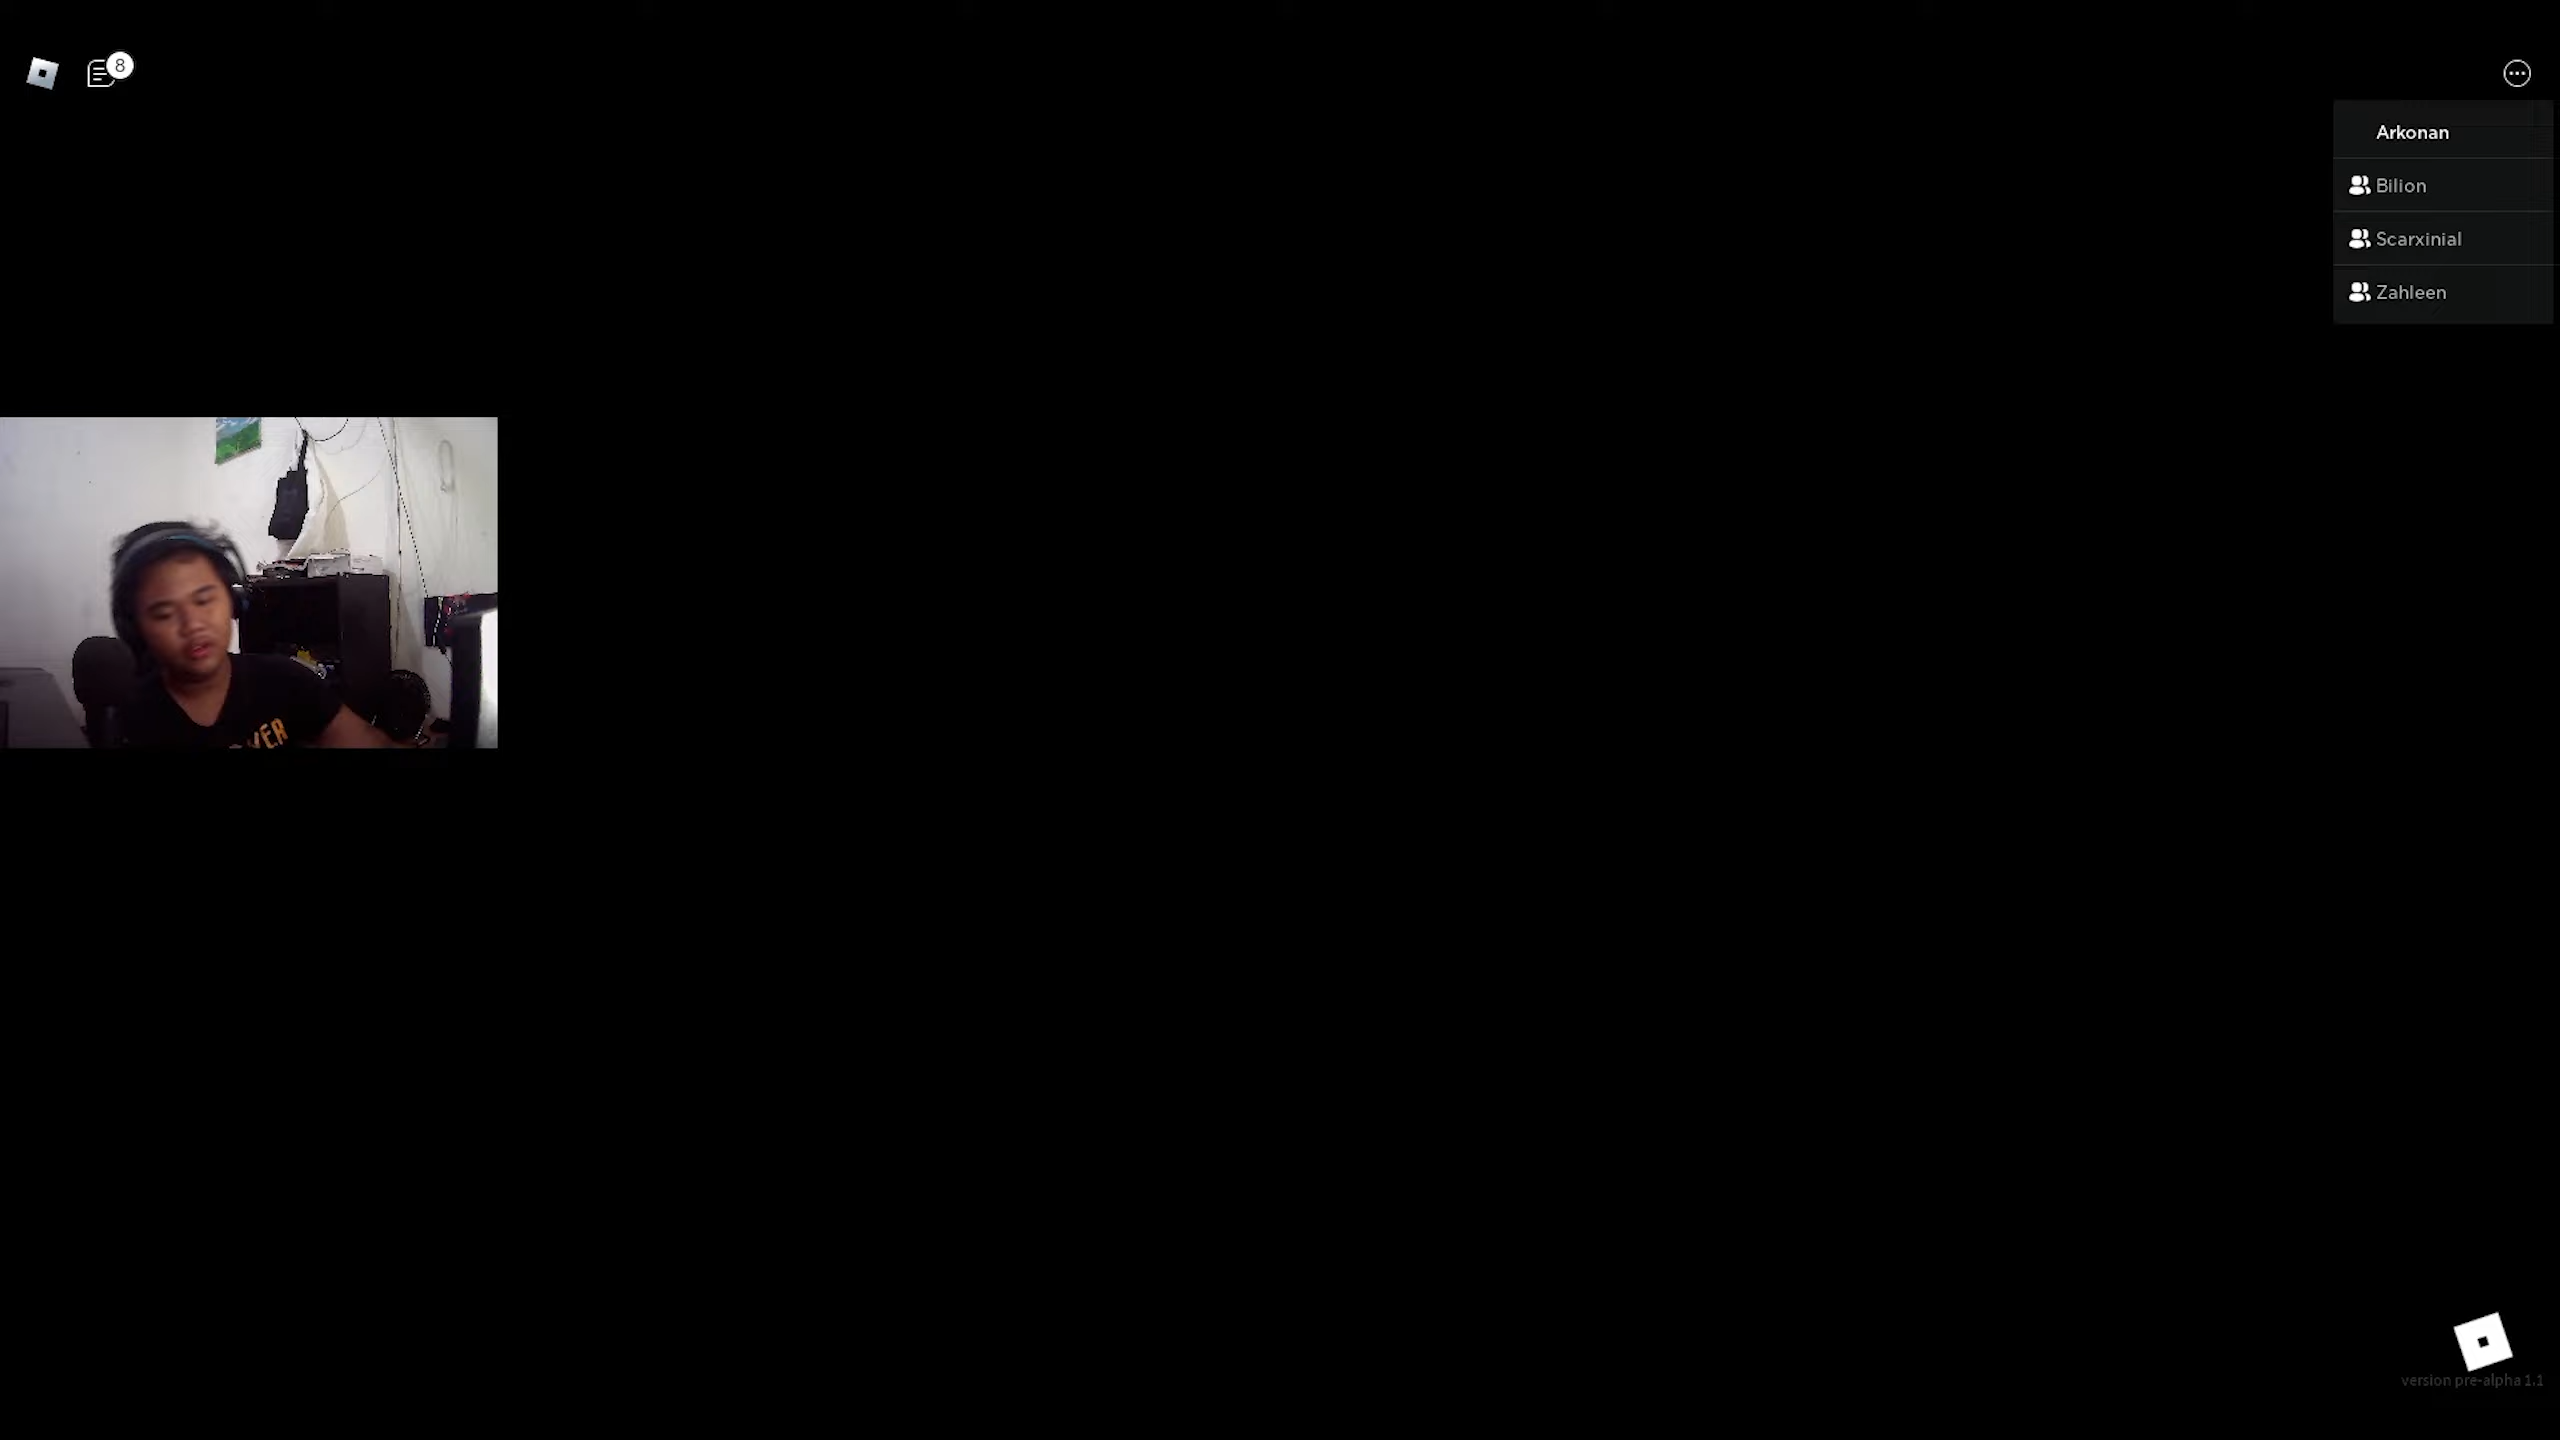 8
Arkonan
Bilion
Scarxinial
Zahleen
version pre-alpha 1.1